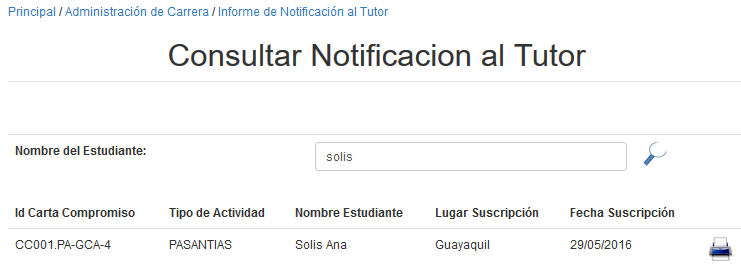 Principal / Administración de Carrera / Informe de Notificación al Tutor
Consultar Notificacion al Tutor
Nombre del Estudiante: solis
Id Carta Compromiso Tipo de Actividad Nombre Estudiante Lugar Suscripción Fecha Suscripción
CC001.PA-GCA-4 PASANTIAS Solis Ana Guayaquil 29/05/2016